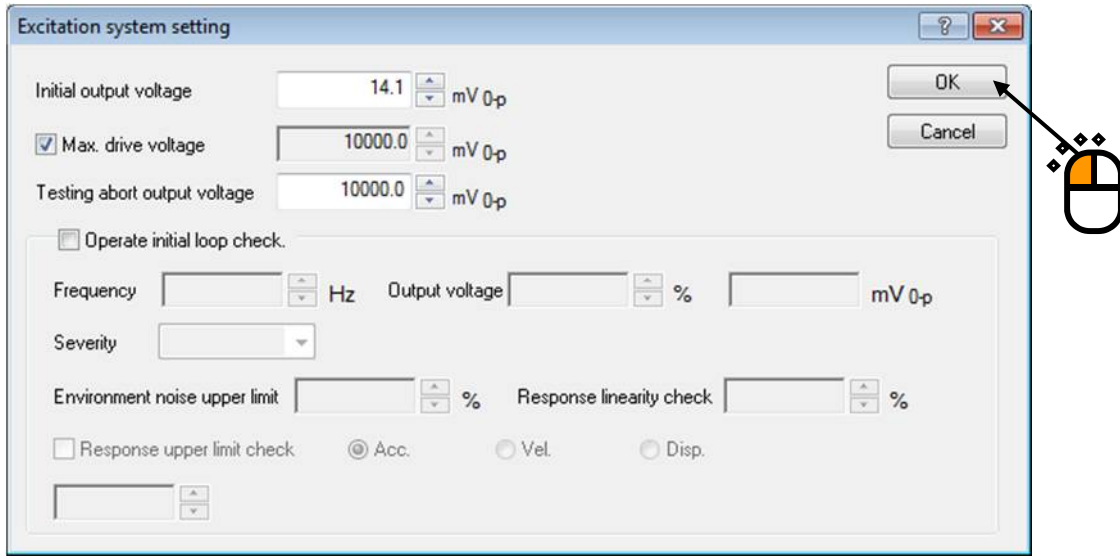 Excitation system setting
Initial output voltage 14.1 mV 0-p OK
Max. drive voltage 10000.0 mV 0-p Cancel
Testing abort output voltage 10000.0 mV 0-p
Operate initial loop check.
Frequency Hz Output voltage % mV 0-p
Severity
Environment noise upper limit % Response linearity check %
Response upper limit check Acc. Vel. Disp.